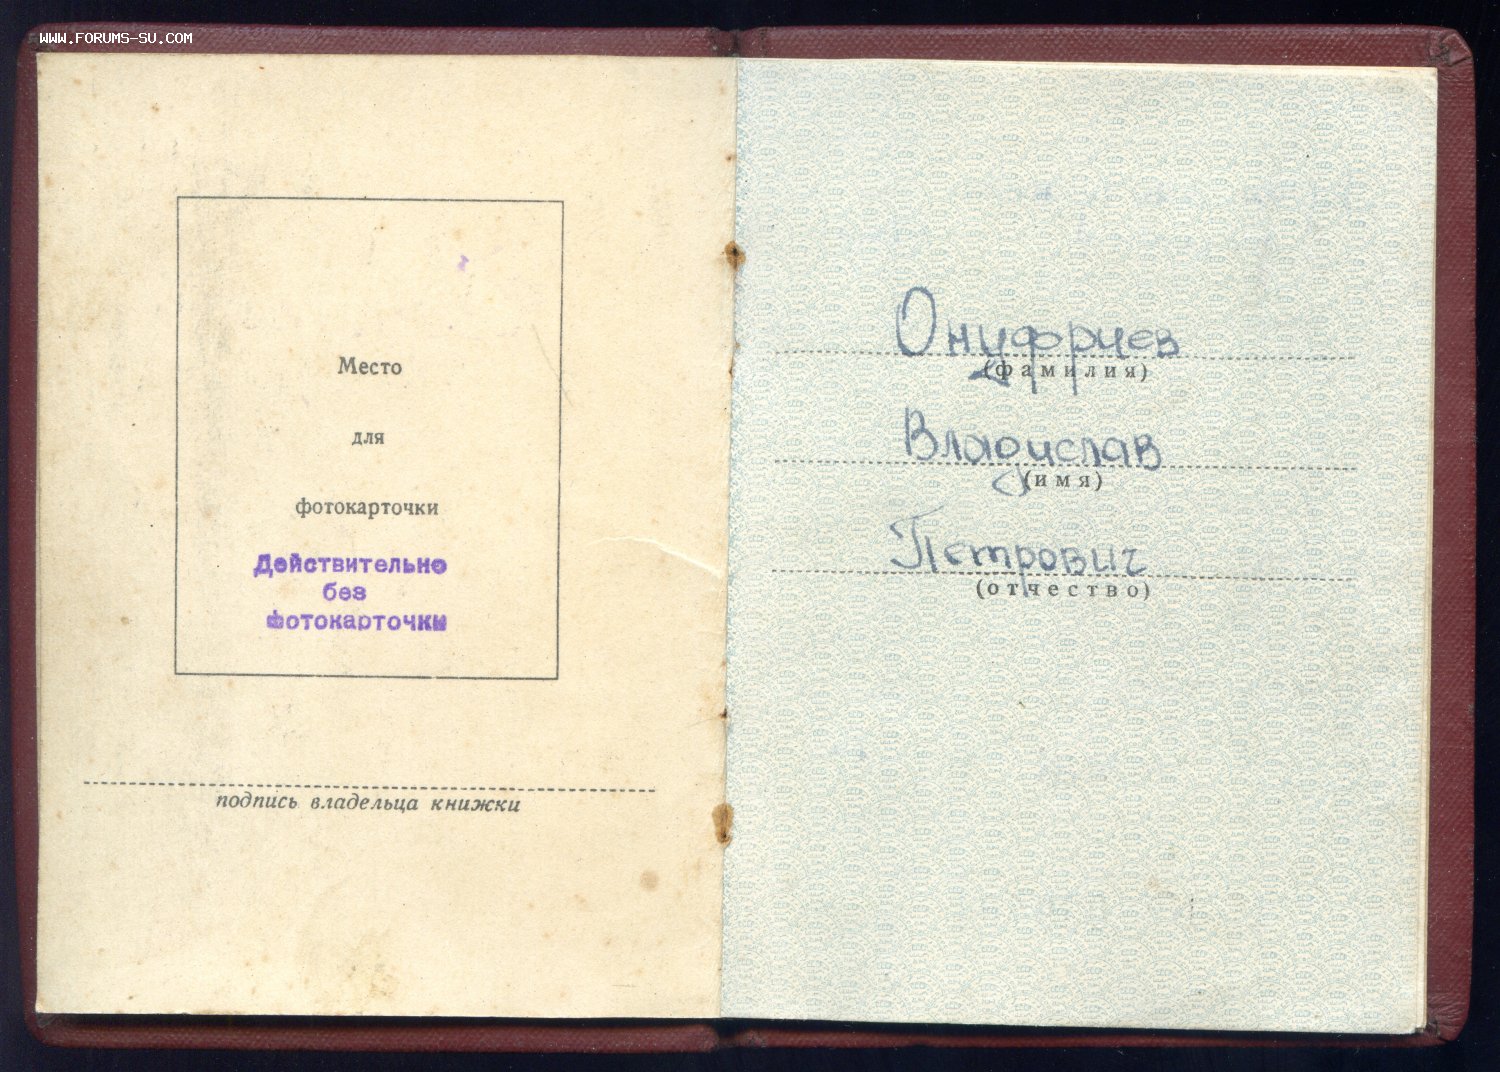 WWW.FORUMS-SU.COM
Место
для
фотокарточки
Действительно
без
фотокарточки
подпись владельца книжки
Онуфриев
(фамилия)
Владислав
(имя)
Петрович
(отчество)